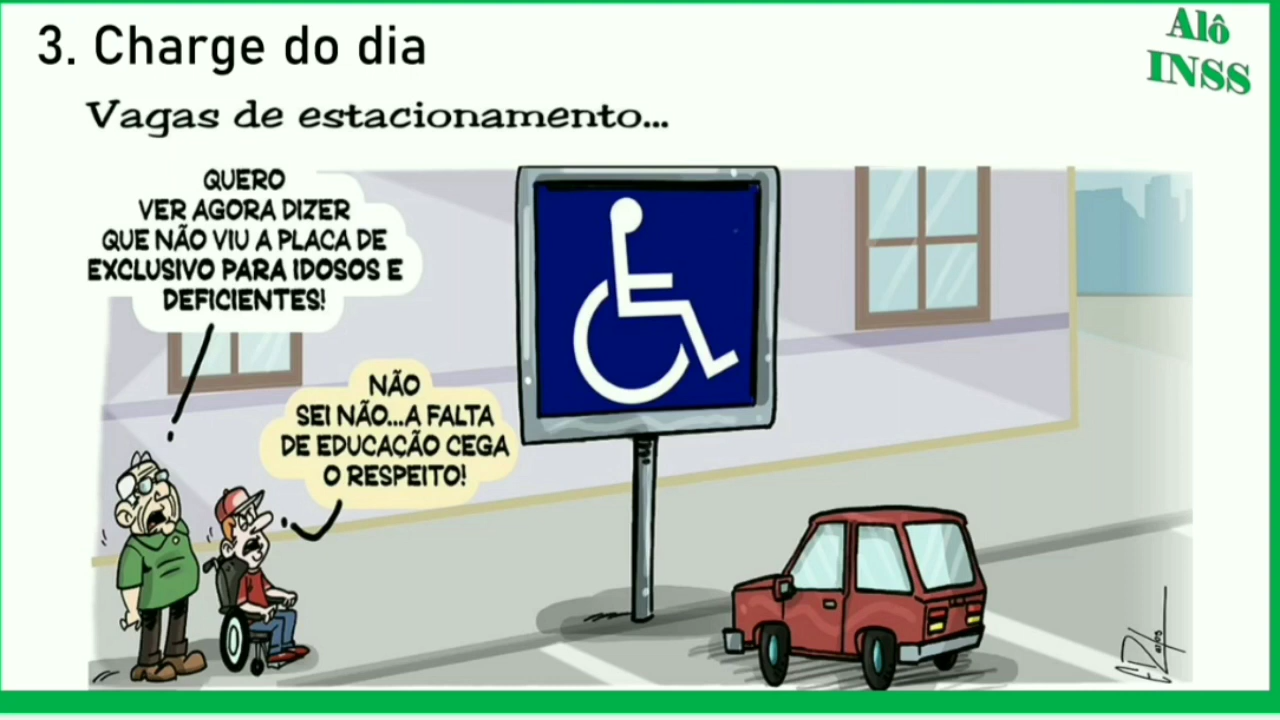 3. Charge do dia
Alô
INSS
Vagas de estacionamento...
QUERO
VER AGORA DIZER
QUE NÃO VIU A PLACA DE
EXCLUSIVO PARA IDOSOS E
DEFICIENTES!
NÃO
SEI NÃO...A FALTA
DE EDUCAÇÃO CEGA
O RESPEITO!